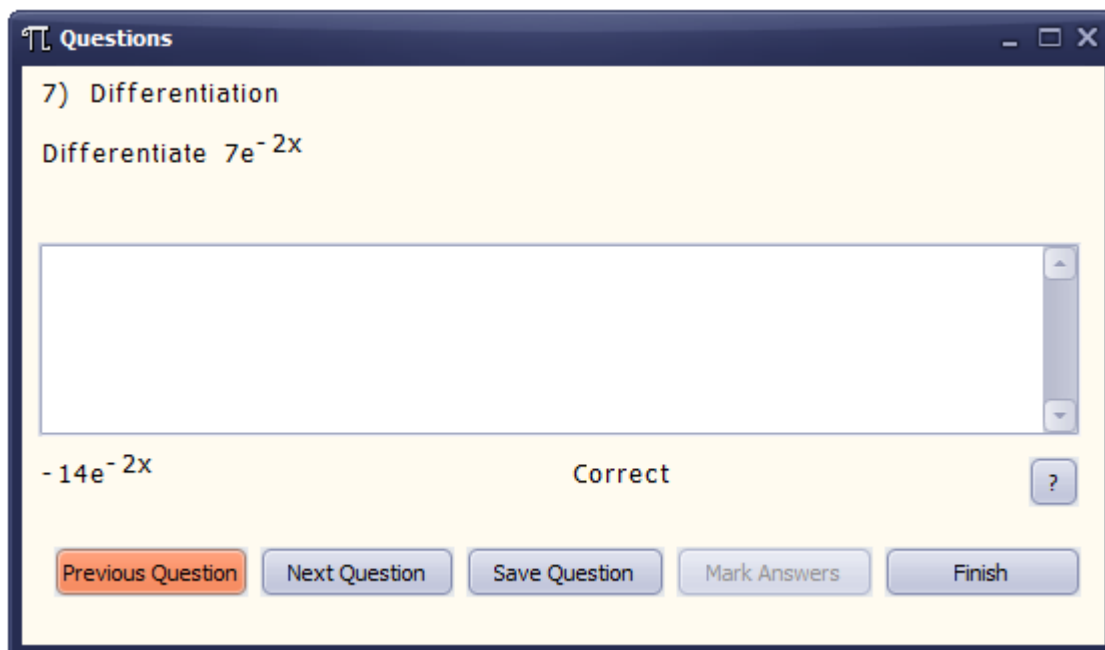 Questions
7) Differentiation
Differentiate 7e^-2x
-14e^-2x Correct ?
Previous Question Next Question Save Question Mark Answers Finish